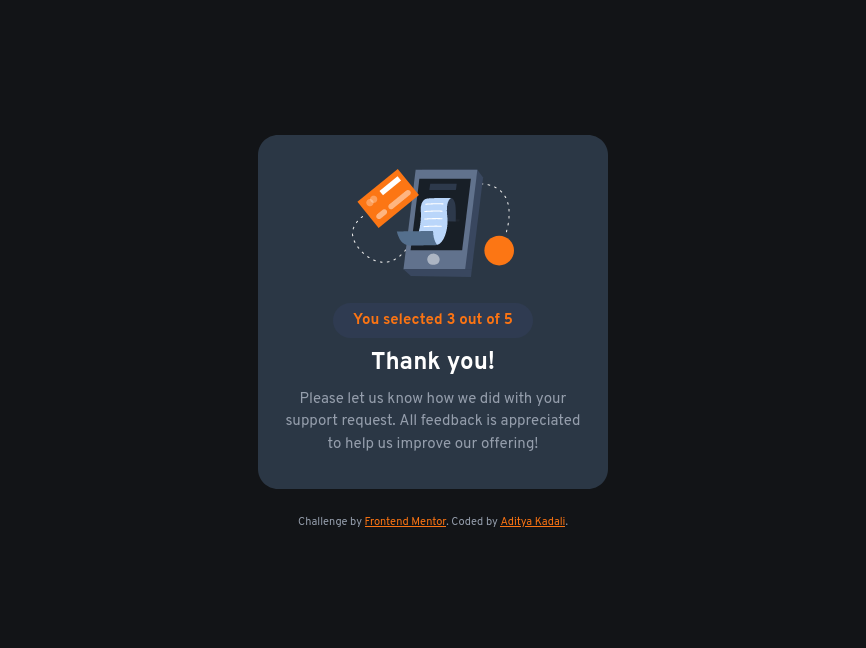 You selected 3 out of 5
Thank you!
Please let us know how we did with your
support request. All feedback is appreciated
to help us improve our offering!
Challenge by Frontend Mentor. Coded by Aditya Kadali.